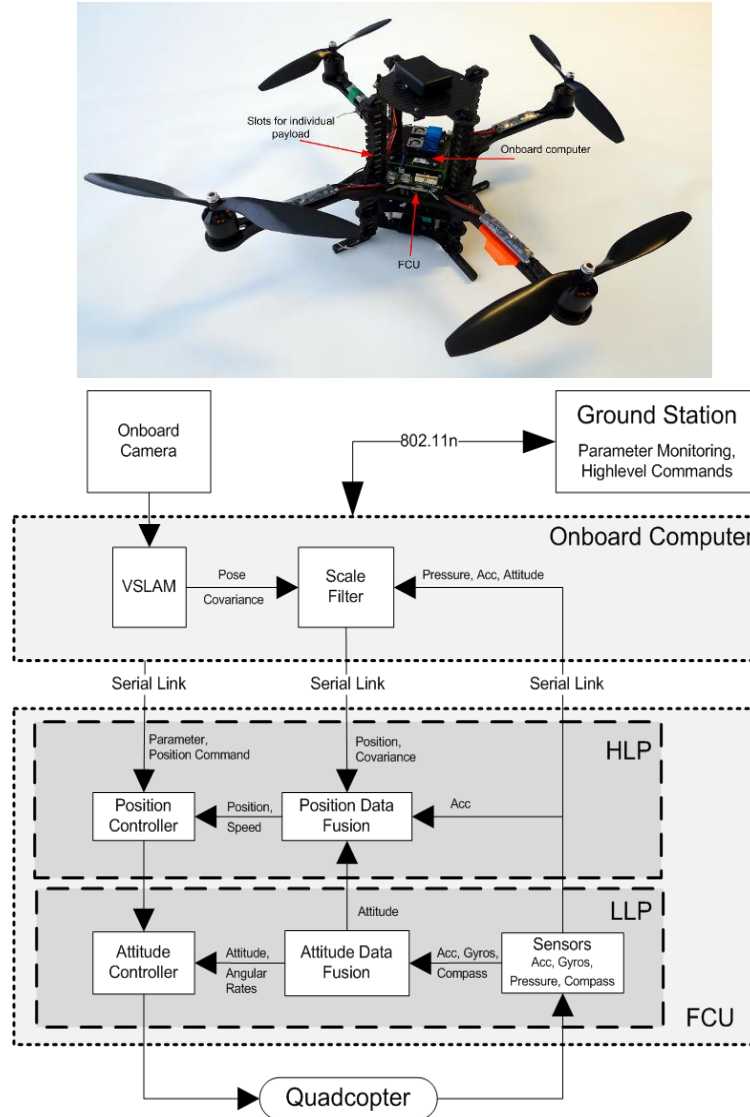 Slots for individual
payload
Onboard computer
FCU
Onboard
Camera
802.11n
Ground Station
Parameter Monitoring,
Highlevel Commands
Onboard Computer
VSLAM
Pose
Covariance
Scale
Filter
Pressure, Acc, Attitude
Serial Link
Serial Link
Serial Link
Parameter,
Position Command
Position,
Covariance
HLP
Position
Controller
Position,
Speed
Position Data
Fusion
Acc
LLP
Attitude
Attitude
Controller
Attitude,
Angular
Rates
Attitude Data
Fusion
Acc, Gyros,
Compass
Sensors
Acc, Gyros,
Pressure, Compass
FCU
Quadcopter